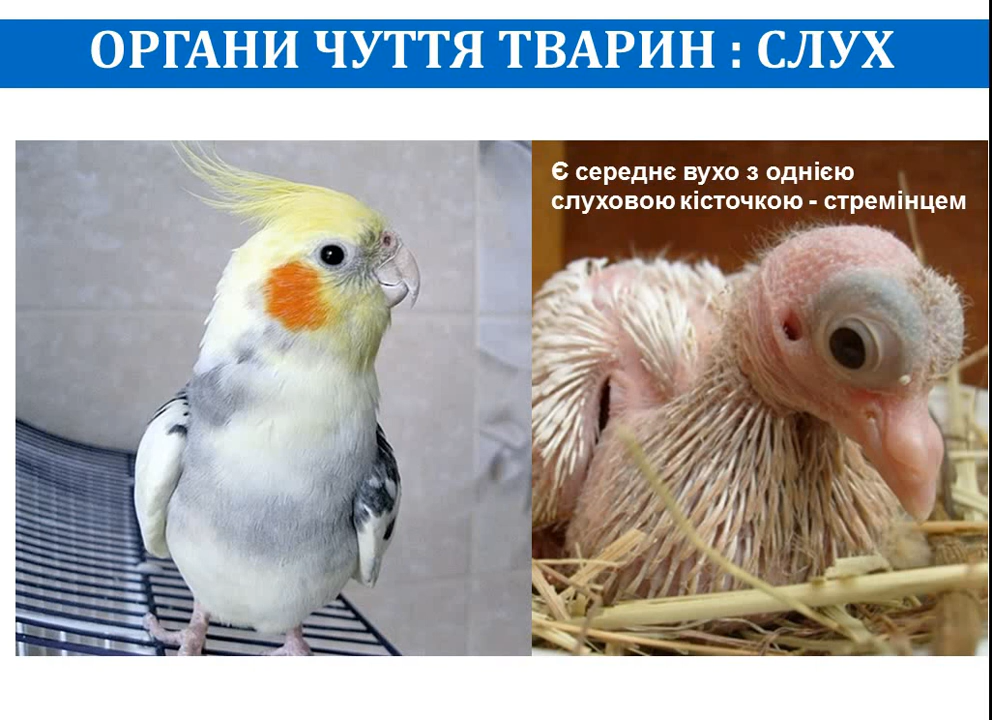 ОРГАНИ ЧУТТЯ ТВАРИН : СЛУХ
Є середнє вухо з однією
слуховою кісточкою - стремінцем